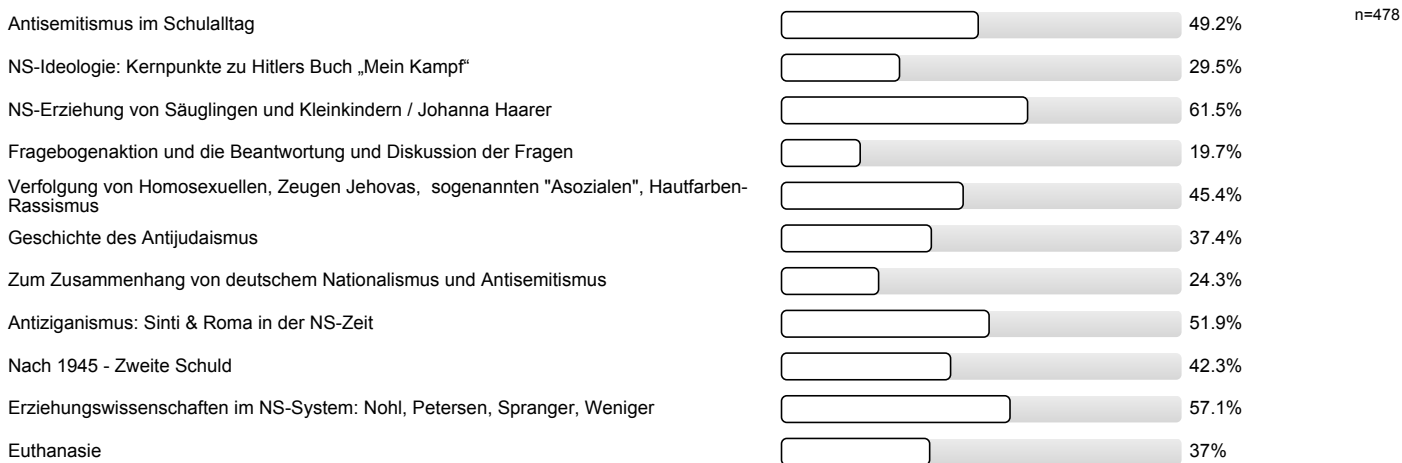 Antisemitismus im Schulalltag 49.2% n=478
NS-Ideologie: Kernpunkte zu Hitlers Buch „Mein Kampf“ 29.5%
NS-Erziehung von Säuglingen und Kleinkindern / Johanna Haarer 61.5%
Fragebogenaktion und die Beantwortung und Diskussion der Fragen 19.7%
Verfolgung von Homosexuellen, Zeugen Jehovas,  sogenannten "Asozialen", Hautfarben-
Rassismus 45.4%
Geschichte des Antijudaismus 37.4%
Zum Zusammenhang von deutschem Nationalismus und Antisemitismus 24.3%
Antiziganismus: Sinti & Roma in der NS-Zeit 51.9%
Nach 1945 - Zweite Schuld 42.3%
Erziehungswissenschaften im NS-System: Nohl, Petersen, Spranger, Weniger 57.1%
Euthanasie 37%